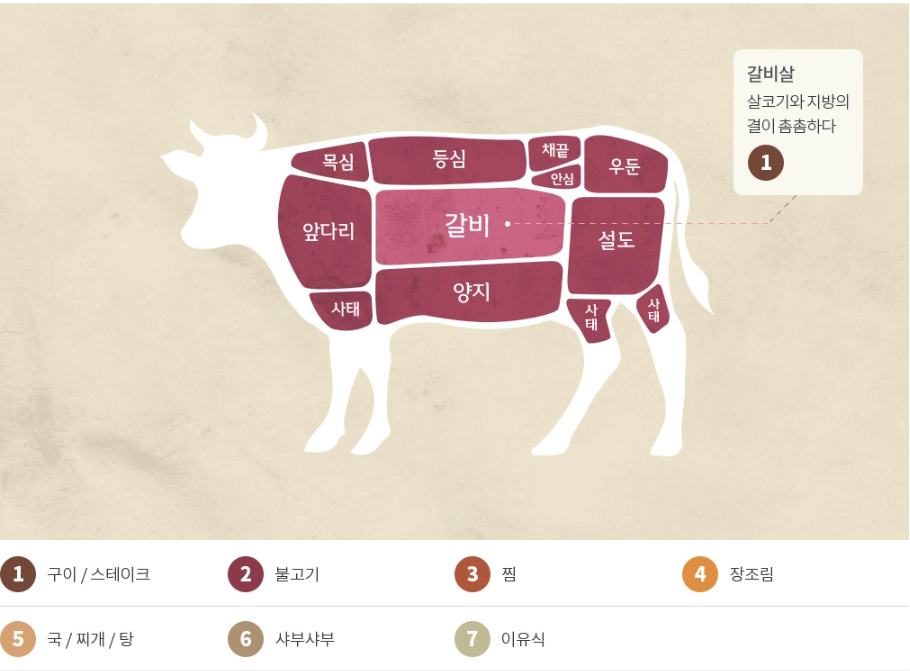 갈비살
살코기와 지방의
결이 촘촘하다
1
목심
등심
채끝
안심
우둔
앞다리
갈비
설도
양지
사태
사
태
사
태
1 구이 / 스테이크
2 불고기
3 찜
4 장조림
5 국 / 찌개 / 탕
6 샤부샤부
7 이유식